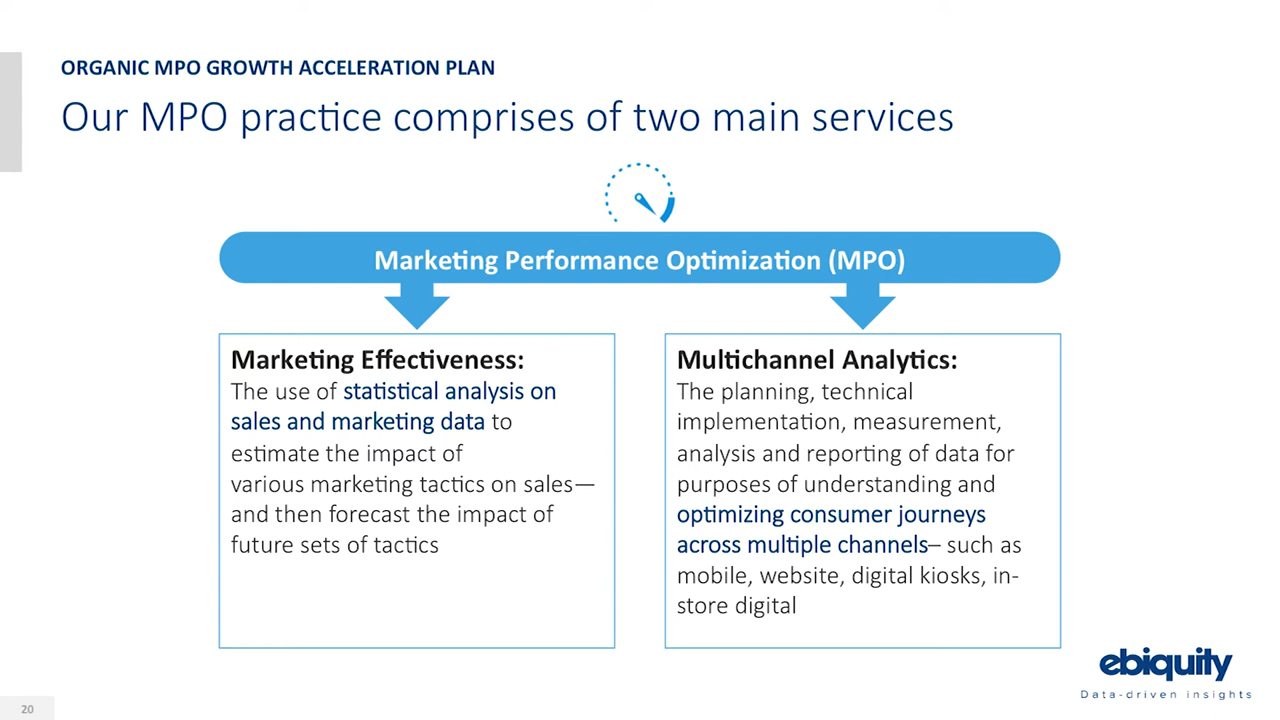 ORGANIC MPO GROWTH ACCELERATION PLAN
Our MPO practice comprises of two main services
Marketing Performance Optimization (MPO)
Marketing Effectiveness:
The use of statistical analysis on
sales and marketing data to
estimate the impact of
various marketing tactics on sales—
and then forecast the impact of
future sets of tactics
Multichannel Analytics:
The planning, technical
implementation, measurement,
analysis and reporting of data for
purposes of understanding and
optimizing consumer journeys
across multiple channels– such as
mobile, website, digital kiosks, in-
store digital
ebiquity
Data-driven insights
20